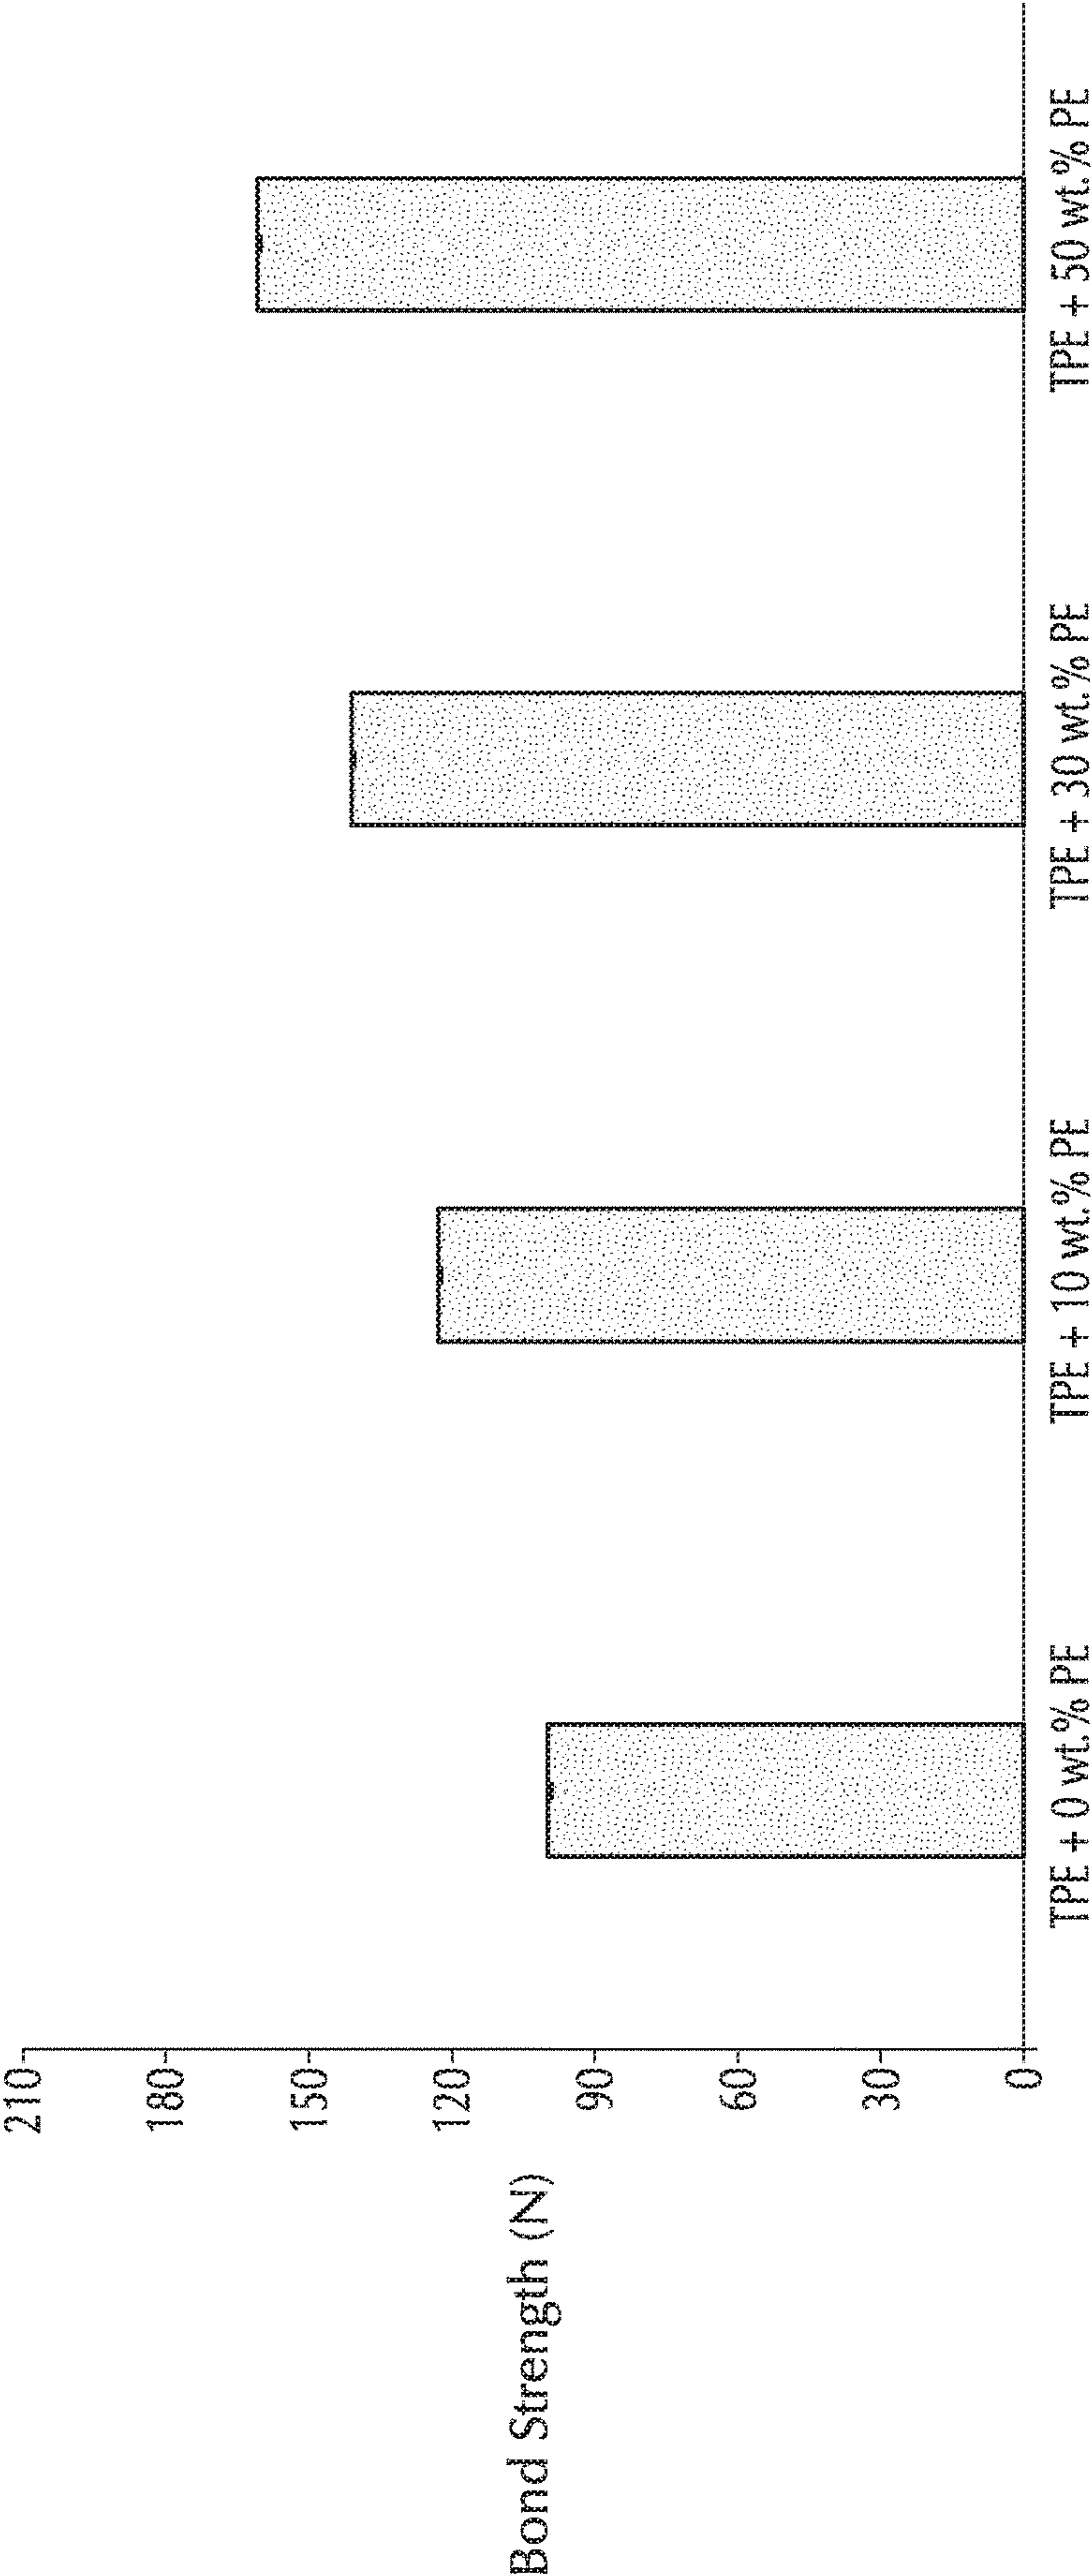 Bond Strength (N)
210
180
150
120
90
60
30
0
TPE + 0 wt.% PE
TPE + 10 wt.% PE
TPE + 30 wt.% PE
TPE + 50 wt.% PE